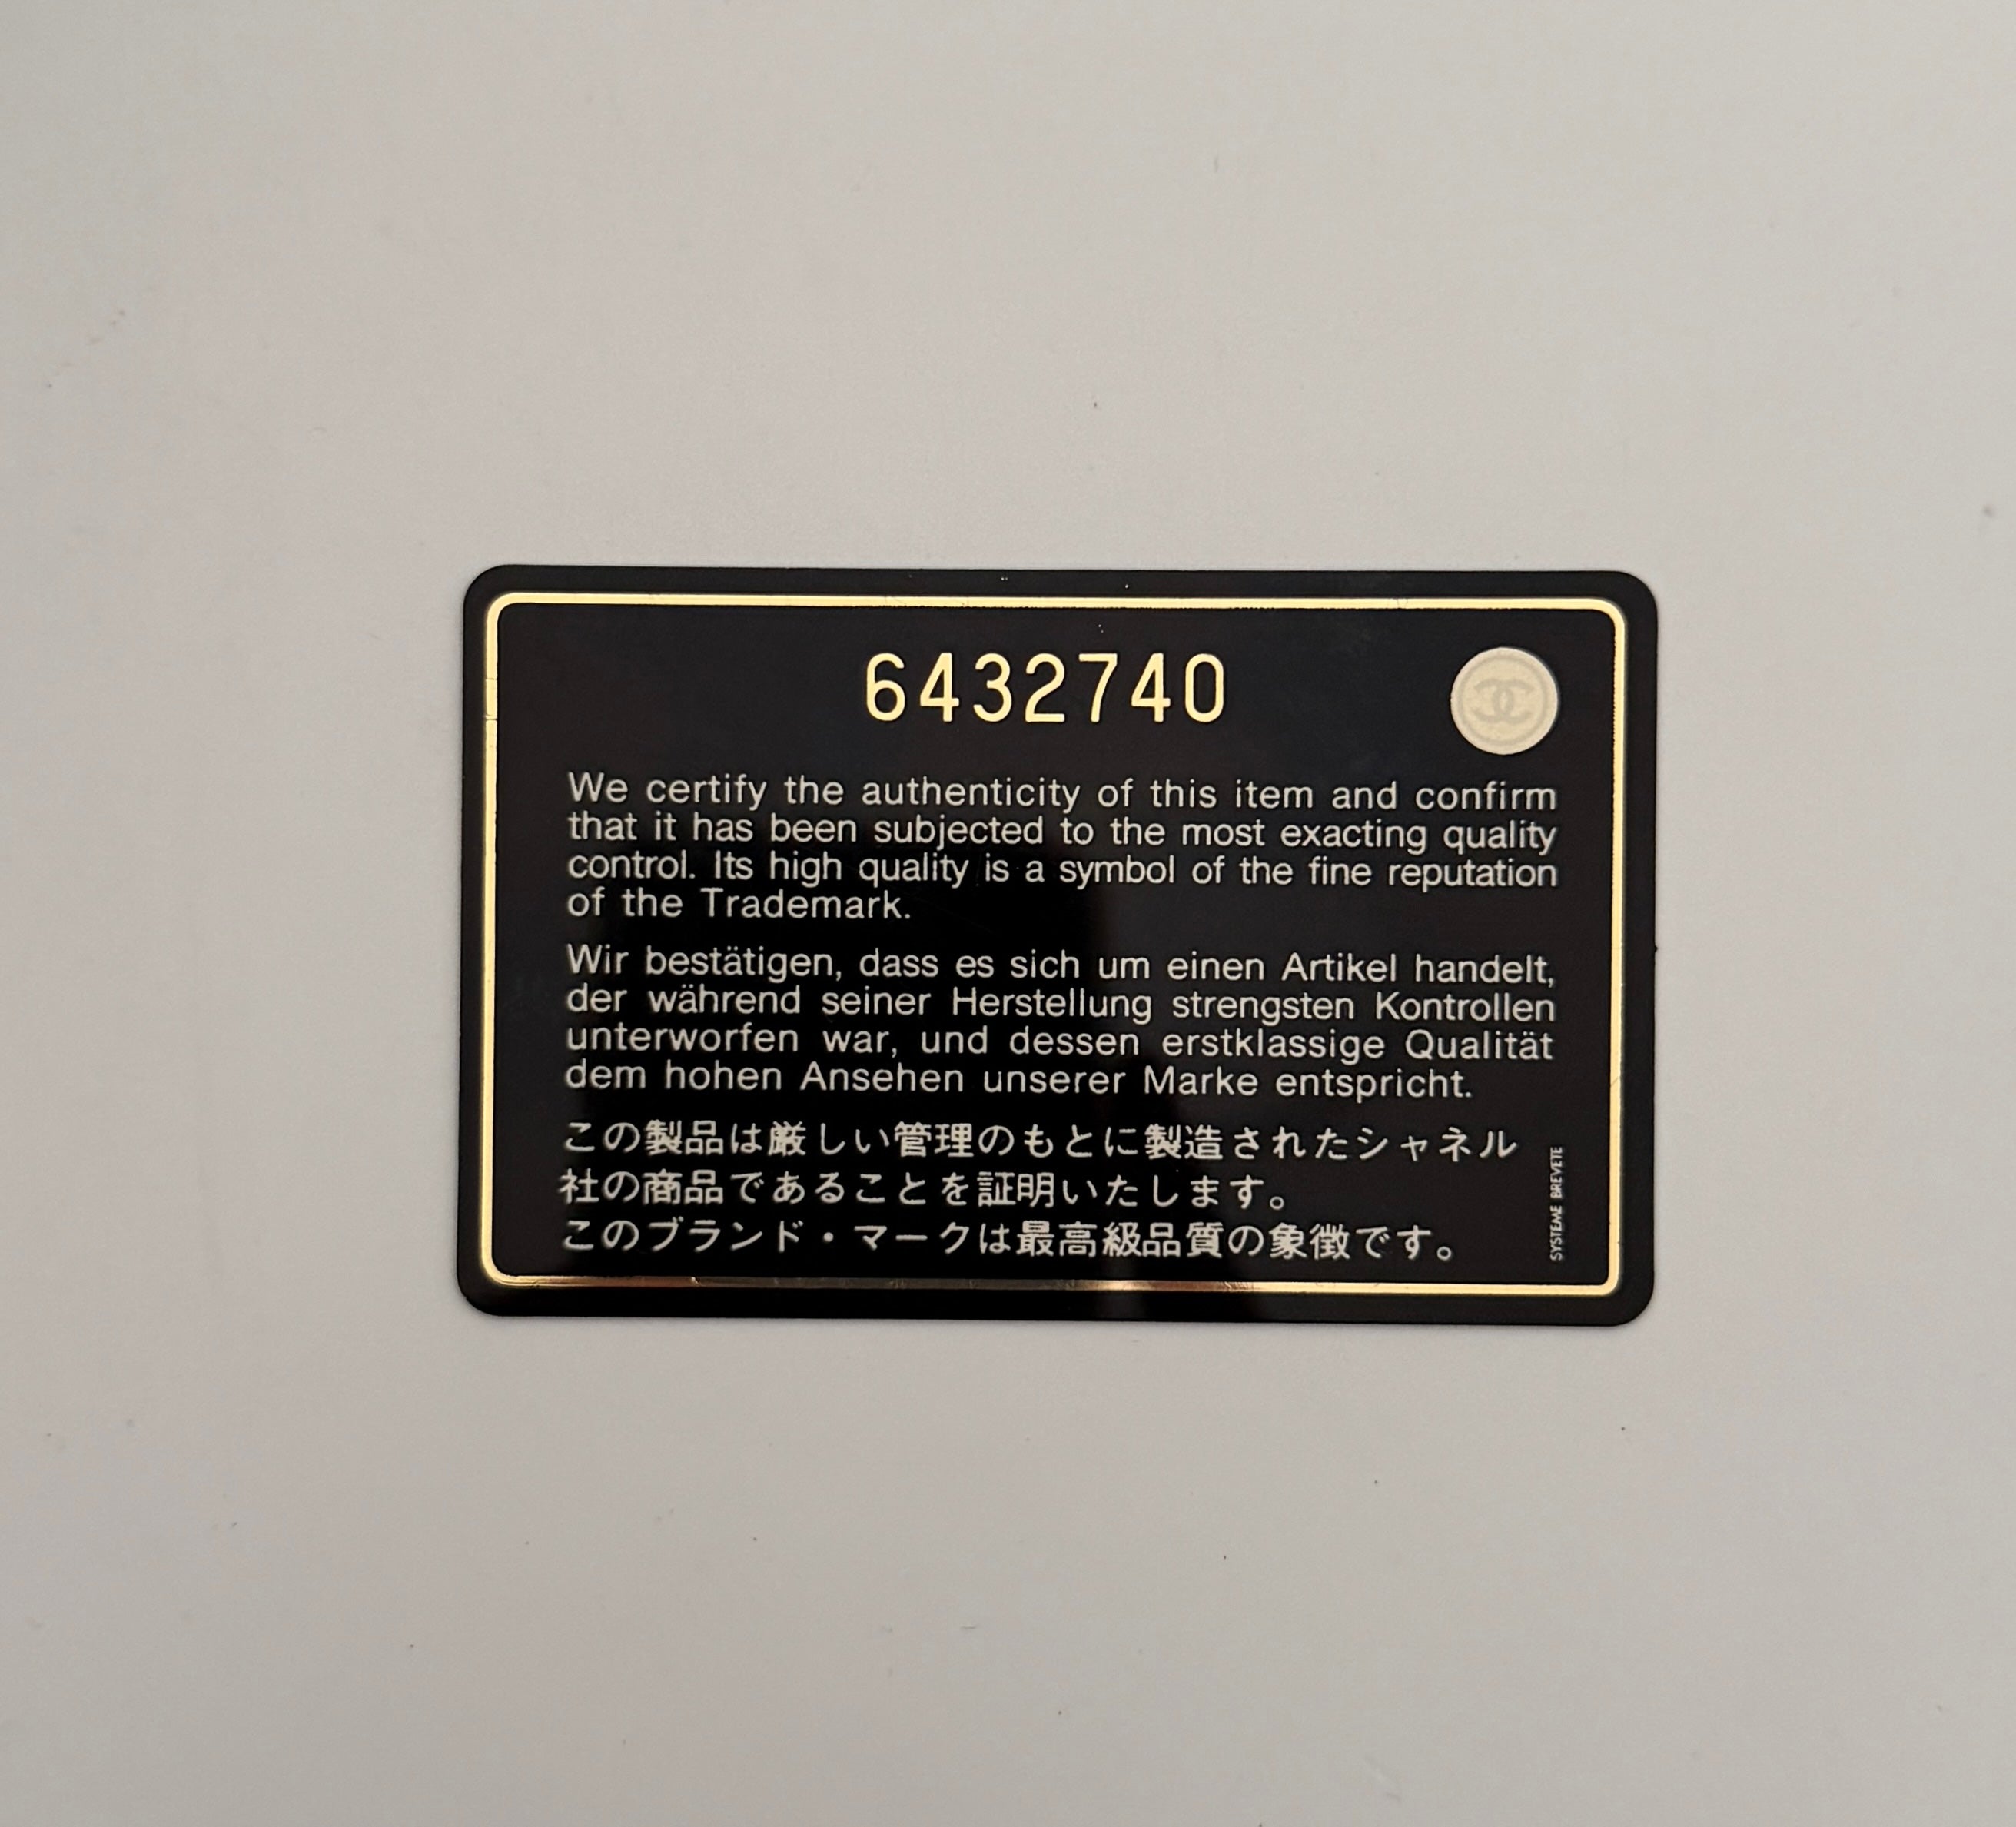 6432740
We certify the authenticity of this item and confirm
that it has been subjected to the most exacting quality
control. Its high quality is a symbol of the fine reputation
of the Trademark.
Wir bestätigen, dass es sich um einen Artikel handelt,
der während seiner Herstellung strengsten Kontrollen
unterworfen war, und dessen erstklassige Qualität
dem hohen Ansehen unserer Marke entspricht.
この製品は厳しい管理のもとに製造されたシャネル
社の商品であることを証明いたします。
このブランド・マークは最高級品質の象徴です。
SYSTEME BREVETE